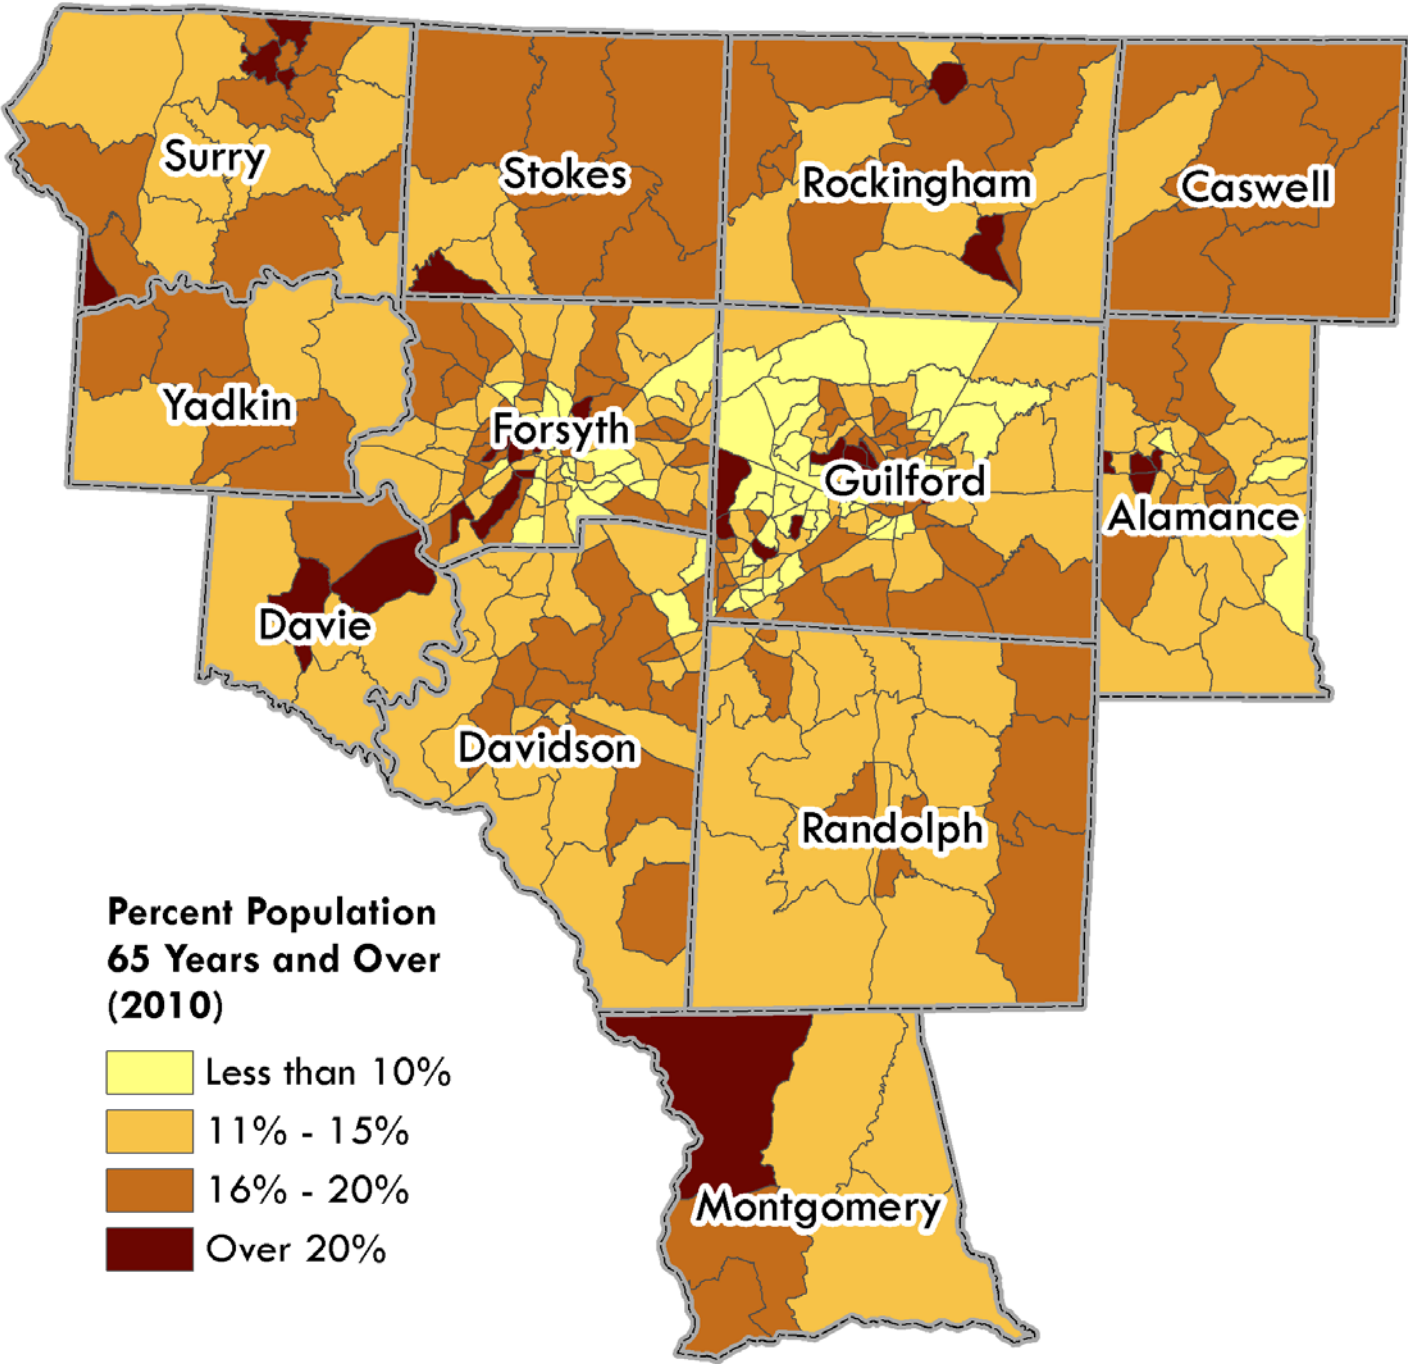 Surry
Stokes
Rockingham
Caswell
Yadkin
Forsyth
Guilford
Alamance
Davie
Davidson
Randolph
Montgomery
Percent Population
65 Years and Over
(2010)
Less than 10%
11% - 15%
16% - 20%
Over 20%